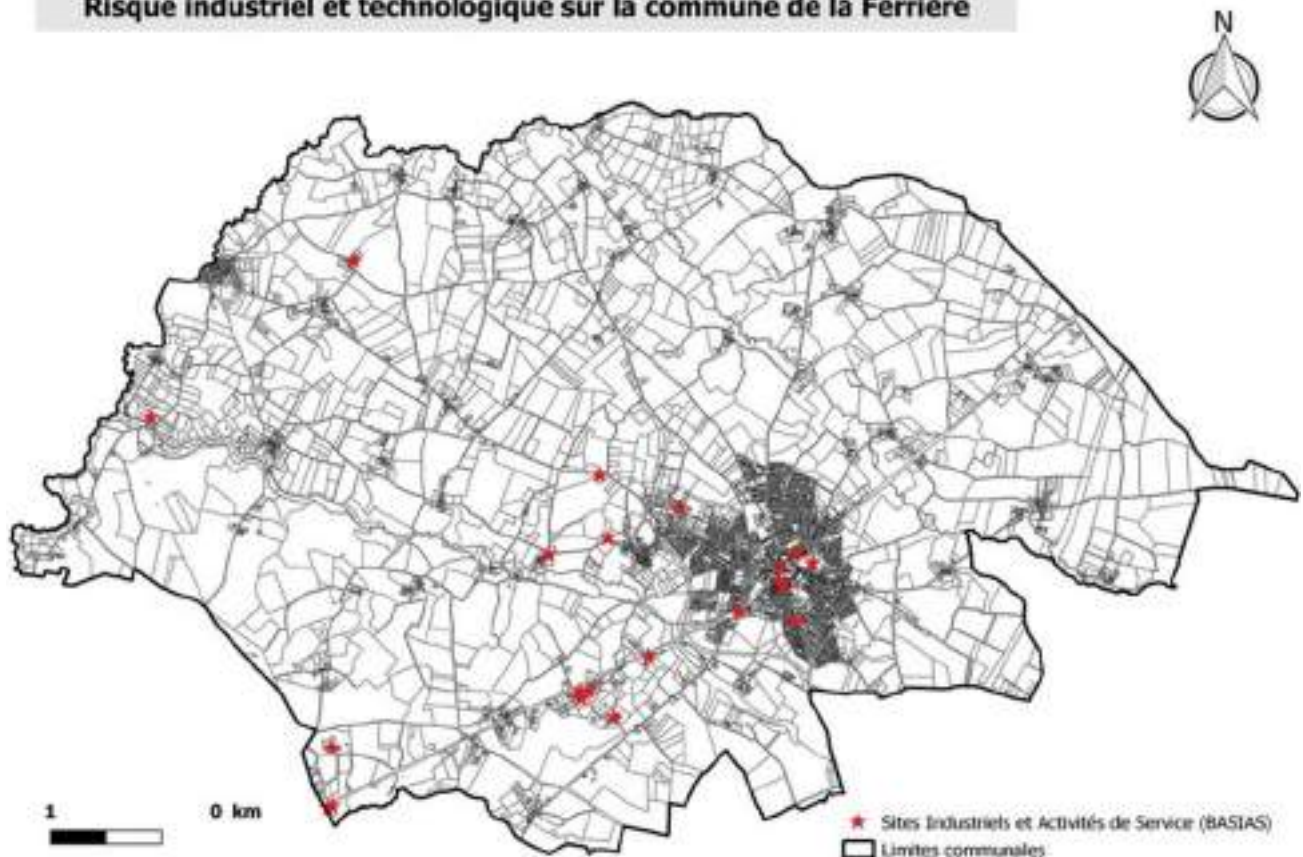 Risque industriel et technologique sur la commune de la Ferrière
N
1 0 km
Sites Industriels et Activités de Service (BASIAS)
Limites communales